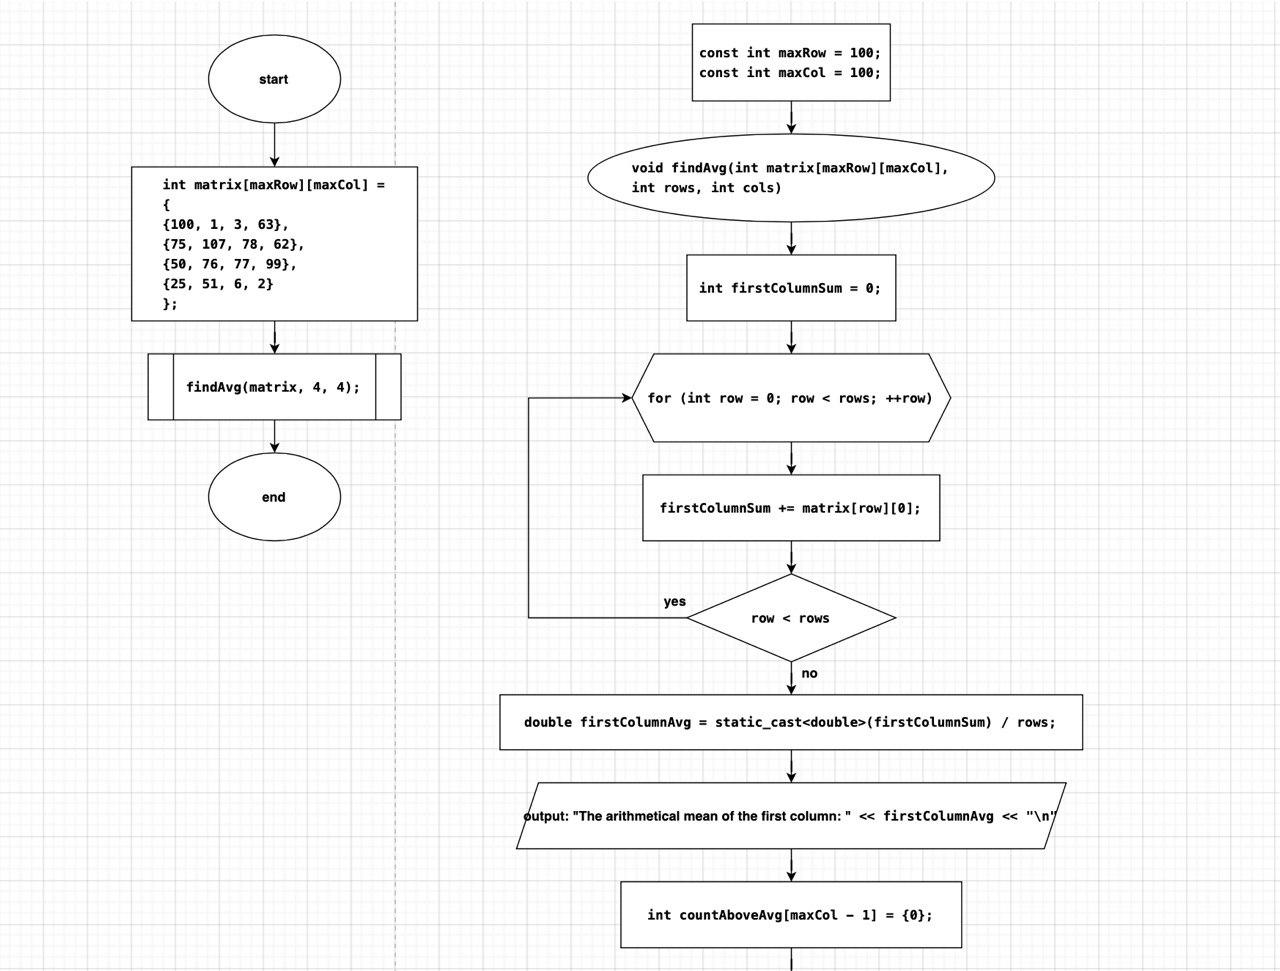 start
int matrix[maxRow][maxCol] =
{
{100, 1, 3, 63},
{75, 107, 78, 62},
{50, 76, 77, 99},
{25, 51, 6, 2}
};
findAvg(matrix, 4, 4);
end
const int maxRow = 100;
const int maxCol = 100;
void findAvg(int matrix[maxRow][maxCol],
int rows, int cols)
int firstColumnSum = 0;
for (int row = 0; row < rows; ++row)
firstColumnSum += matrix[row][0];
yes
row < rows
no
double firstColumnAvg = static_cast<double>(firstColumnSum) / rows;
output: "The arithmetical mean of the first column: " << firstColumnAvg << "\n"
int countAboveAvg[maxCol - 1] = {0};